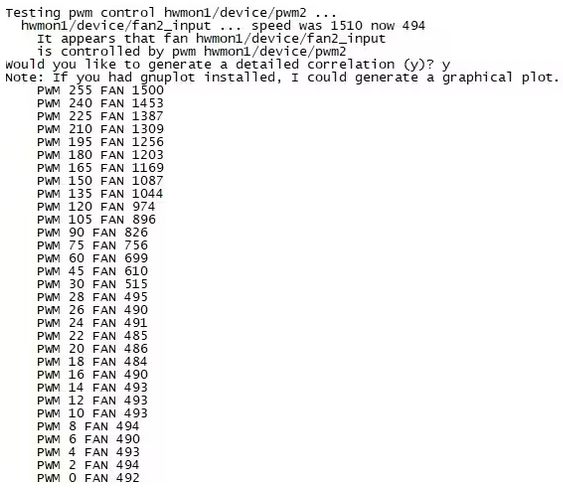 Testing pwm control hwmon1/device/pwm2 ...
hwmon1/device/fan2_input ... speed was 1510 now 494
It appears that fan hwmon1/device/fan2_input
is controlled by pwm hwmon1/device/pwm2
Would you like to generate a detailed correlation (y)? y
Note: If you had gnuplot installed, I could generate a graphical plot.
PWM 255 FAN 1500
PWM 240 FAN 1453
PWM 225 FAN 1387
PWM 210 FAN 1309
PWM 195 FAN 1256
PWM 180 FAN 1203
PWM 165 FAN 1169
PWM 150 FAN 1087
PWM 135 FAN 1044
PWM 120 FAN 974
PWM 105 FAN 896
PWM 90 FAN 826
PWM 75 FAN 756
PWM 60 FAN 699
PWM 45 FAN 610
PWM 30 FAN 515
PWM 28 FAN 495
PWM 26 FAN 490
PWM 24 FAN 491
PWM 22 FAN 485
PWM 20 FAN 486
PWM 18 FAN 484
PWM 16 FAN 490
PWM 14 FAN 493
PWM 12 FAN 493
PWM 10 FAN 493
PWM 8 FAN 494
PWM 6 FAN 490
PWM 4 FAN 493
PWM 2 FAN 494
PWM 0 FAN 492